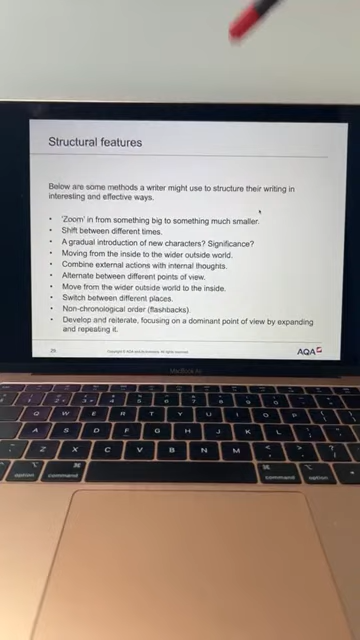 Structural features
Below are some methods a writer might use to structure their writing in
interesting and effective ways.
• 'Zoom' in from something big to something much smaller.
• Shift between different times.
• A gradual introduction of new characters? Significance?
• Moving from the inside to the wider outside world.
• Combine external actions with internal thoughts.
• Alternate between different points of view.
• Move from the wider outside world to the inside.
• Switch between different places.
• Non-chronological order (flashbacks)
• Develop and reiterate, focusing on a dominant point of view by expanding
and repeating it.
AQA
MacBook Air
Q W E R T Y U I O P
A S D F G H J K L
Z X C V B N M
option command command option